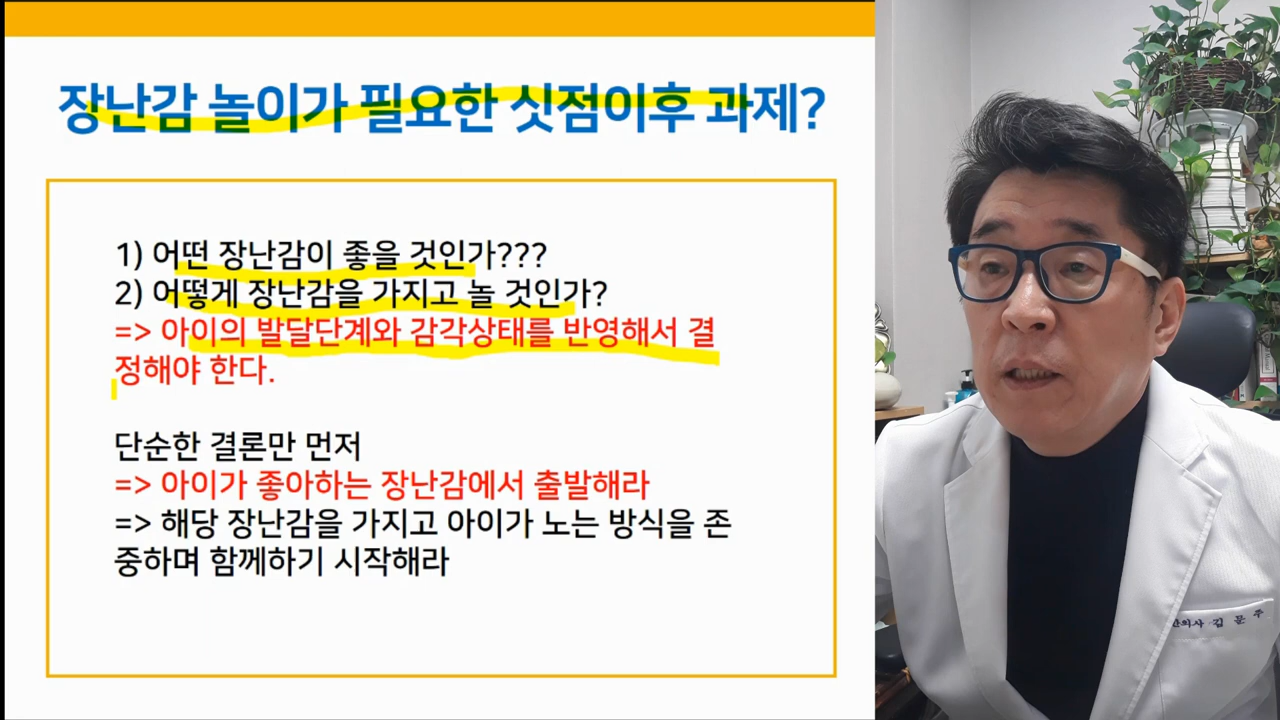 장난감 놀이가 필요한 싯점이후 과제?
1) 어떤 장난감이 좋을 것인가???
2) 어떻게 장난감을 가지고 놀 것인가?
=> 아이의 발달단계와 감각상태를 반영해서 결
정해야 한다.
단순한 결론만 먼저
=> 아이가 좋아하는 장난감에서 출발해라
=> 해당 장난감을 가지고 아이가 노는 방식을 존
중하며 함께하기 시작해라
한의사 김문주